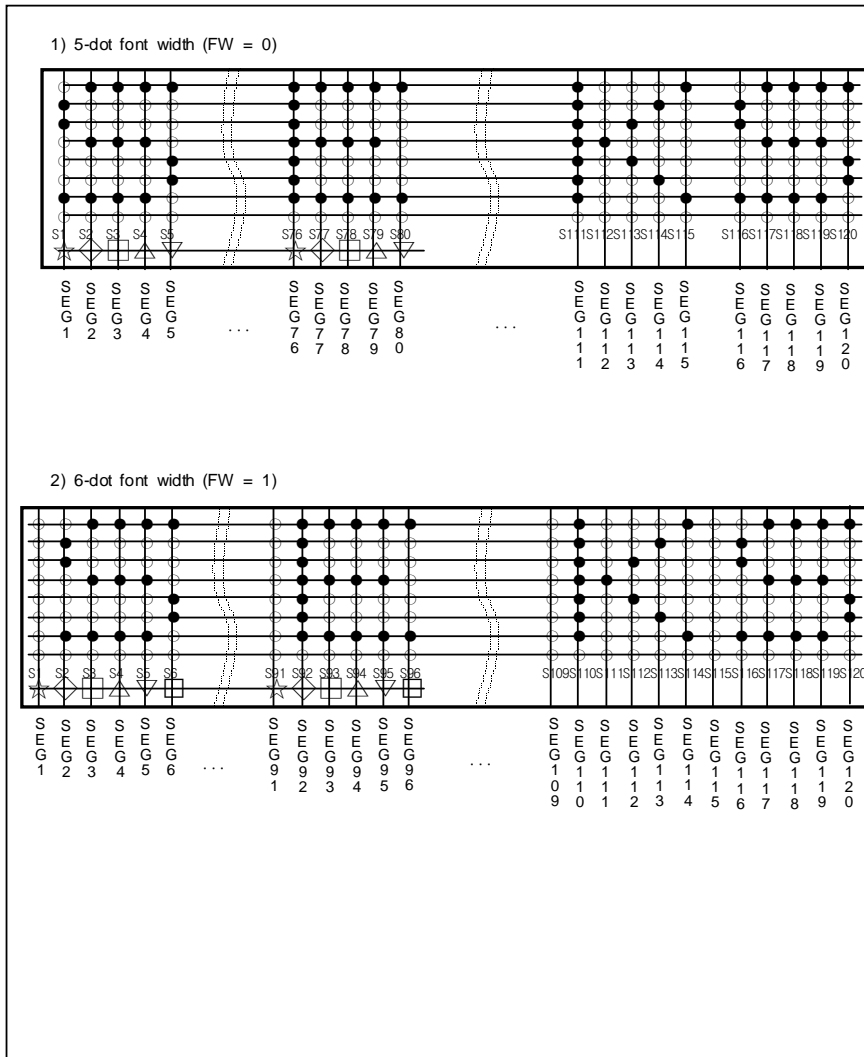 1) 5-dot font width (FW = 0)
S1 S2 S3 S4 S5 S76 S77 S78 S79 S80 S111 S112 S113 S114 S115 S116 S117 S118 S119 S120
SEG1 SEG2 SEG3 SEG4 SEG5 ... SEG76 SEG77 SEG78 SEG79 SEG80 ... SEG111 SEG112 SEG113 SEG114 SEG115 SEG116 SEG117 SEG118 SEG119 SEG120
2) 6-dot font width (FW = 1)
S1 S2 S3 S4 S5 S6 S91 S92 S93 S94 S95 S96 S109 S110 S111 S112 S113 S114 S115 S116 S117 S118 S119 S120
SEG1 SEG2 SEG3 SEG4 SEG5 SEG6 ... SEG91 SEG92 SEG93 SEG94 SEG95 SEG96 ... SEG109 SEG110 SEG111 SEG112 SEG113 SEG114 SEG115 SEG116 SEG117 SEG118 SEG119 SEG120